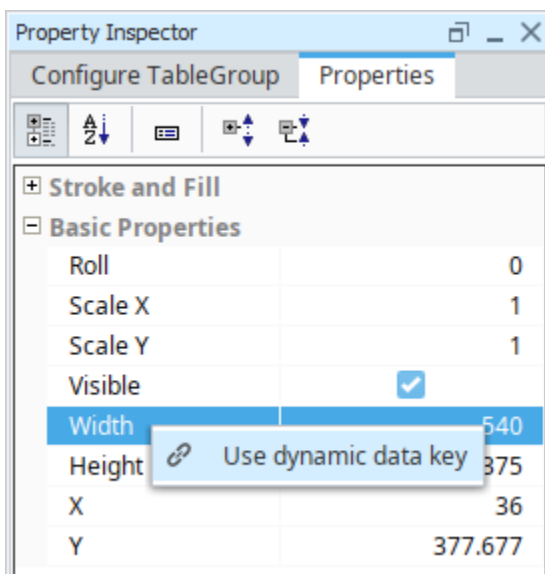 Property Inspector
Configure TableGroup Properties
Stroke and Fill
Basic Properties
Roll 0
Scale X 1
Scale Y 1
Visible
Width 540
Use dynamic data key
Height 375
X 36
Y 377.677